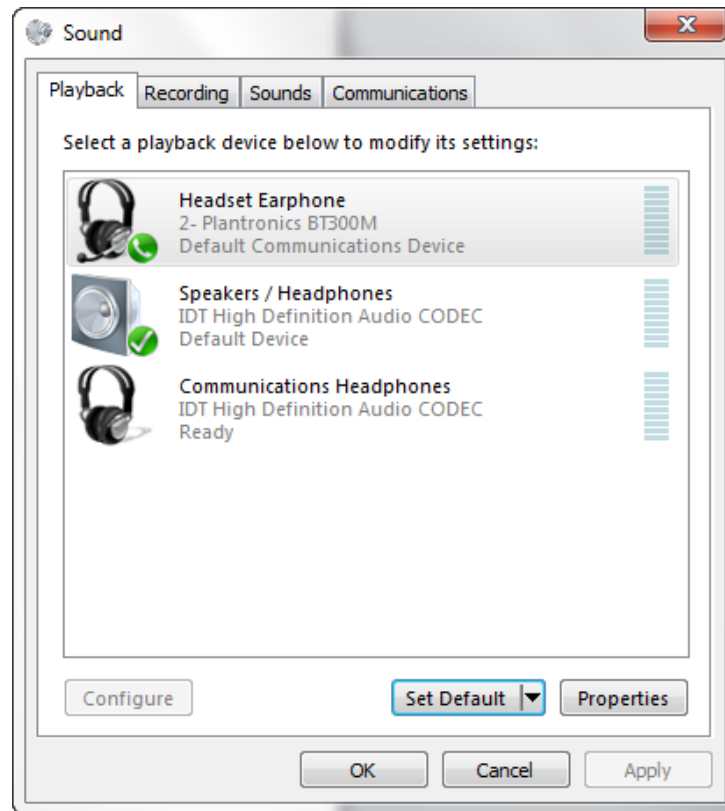 Sound
Playback Recording Sounds Communications
Select a playback device below to modify its settings:
Headset Earphone
2- Plantronics BT300M
Default Communications Device
Speakers / Headphones
IDT High Definition Audio CODEC
Default Device
Communications Headphones
IDT High Definition Audio CODEC
Ready
Configure Set Default Properties
OK Cancel Apply